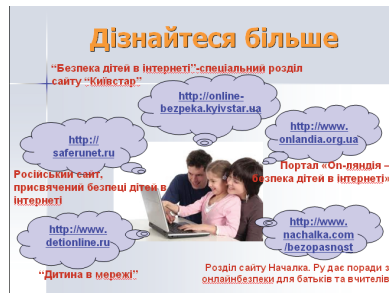 Дізнайтеся більше
“Безпека дітей в інтернеті”-спеціальний розділ
сайту “Київстар”
http://online-
bezpeka.kyivstar.ua
http://
saferunet.ru
http://www.
onlandia.org.ua
Російський сайт,
присвячений безпеці дітей в
інтернеті
Портал «On-ляндія –
безпека дітей в інтернеті»
http://www.
detionline.ru
http://www.
nachalka.com
/bezopasnost
“Дитина в мережі”
Розділ сайту Началка. Ру дає поради з
онлайнбезпеки для батьків та вчителів